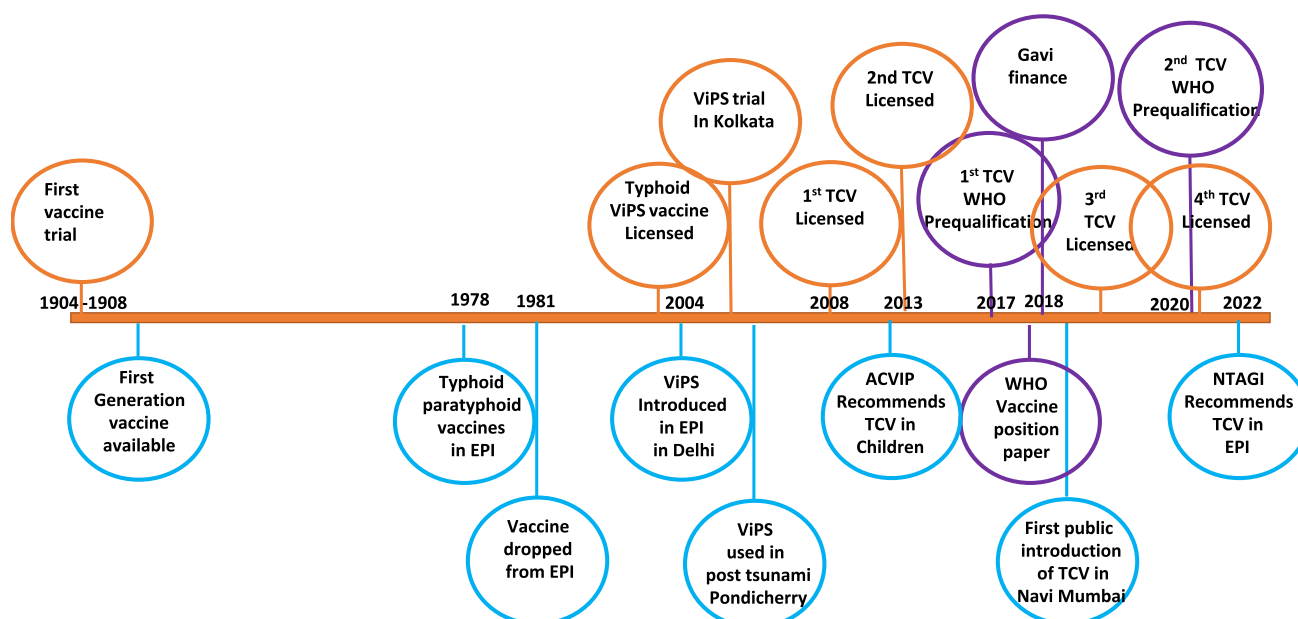 First
vaccine
trial
Typhoid
ViPS vaccine
Licensed
ViPS trial
In Kolkata
1st TCV
Licensed
2nd TCV
Licensed
1st TCV
WHO
Prequalification
Gavi
finance
3rd
TCV
Licensed
2nd TCV
WHO
Prequalification
4th TCV
Licensed
1904-1908
1978
1981
2004
2008
2013
2017
2018
2020
2022
First
Generation
vaccine
available
Typhoid
paratyphoid
vaccines
in EPI
Vaccine
dropped
from EPI
ViPS
Introduced
in EPI
in Delhi
ViPS
used in
post tsunami
Pondicherry
ACVIP
Recommends
TCV in
Children
WHO
Vaccine
position
paper
First public
introduction
of TCV in
Navi Mumbai
NTAGI
Recommends
TCV in
EPI